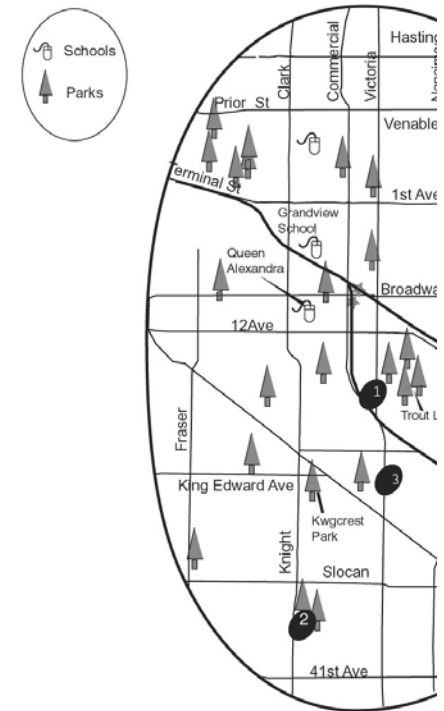 Schools
Parks
Hasting
Clark
Commercial
Victoria
Prior St
Venable
Terminal St
1st Ave
Grandview
School
Queen
Alexandra
Broadwa
12Ave
1
Trout L
Fraser
King Edward Ave
3
Kwgcrest
Park
Knight
Slocan
2
41st Ave